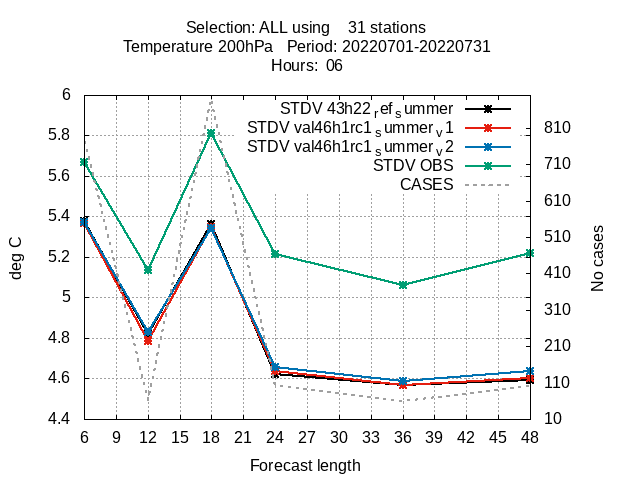 Selection: ALL using 31 stations
Temperature 200hPa Period: 20220701-20220731
Hours: 06
STDV 43h22refsummer
STDV val46h1rc1summerv1
STDV val46h1rc1summerv2
STDV OBS
CASES
6
5.8
5.6
5.4
5.2
5
4.8
4.6
4.4
deg C
810
710
610
510
410
310
210
110
10
No cases
6 9 12 15 18 21 24 27 30 33 36 39 42 45 48
Forecast length